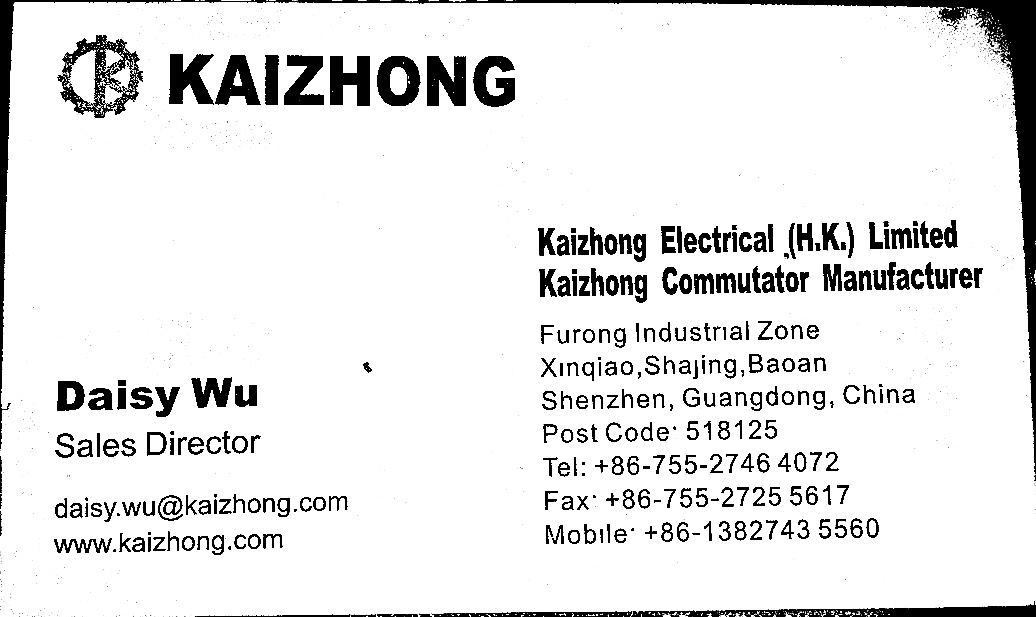 KAIZHONG
Kaizhong Electrical (H.K.) Limited
Kaizhong Commutator Manufacturer
Furong Industrial Zone
Xinqiao,Shajing,Baoan
Shenzhen, Guangdong, China
Post Code: 518125
Tel: +86-755-2746 4072
Fax: +86-755-2725 5617
Mobile: +86-1382743 5560
Daisy Wu
Sales Director
daisy.wu@kaizhong.com
www.kaizhong.com